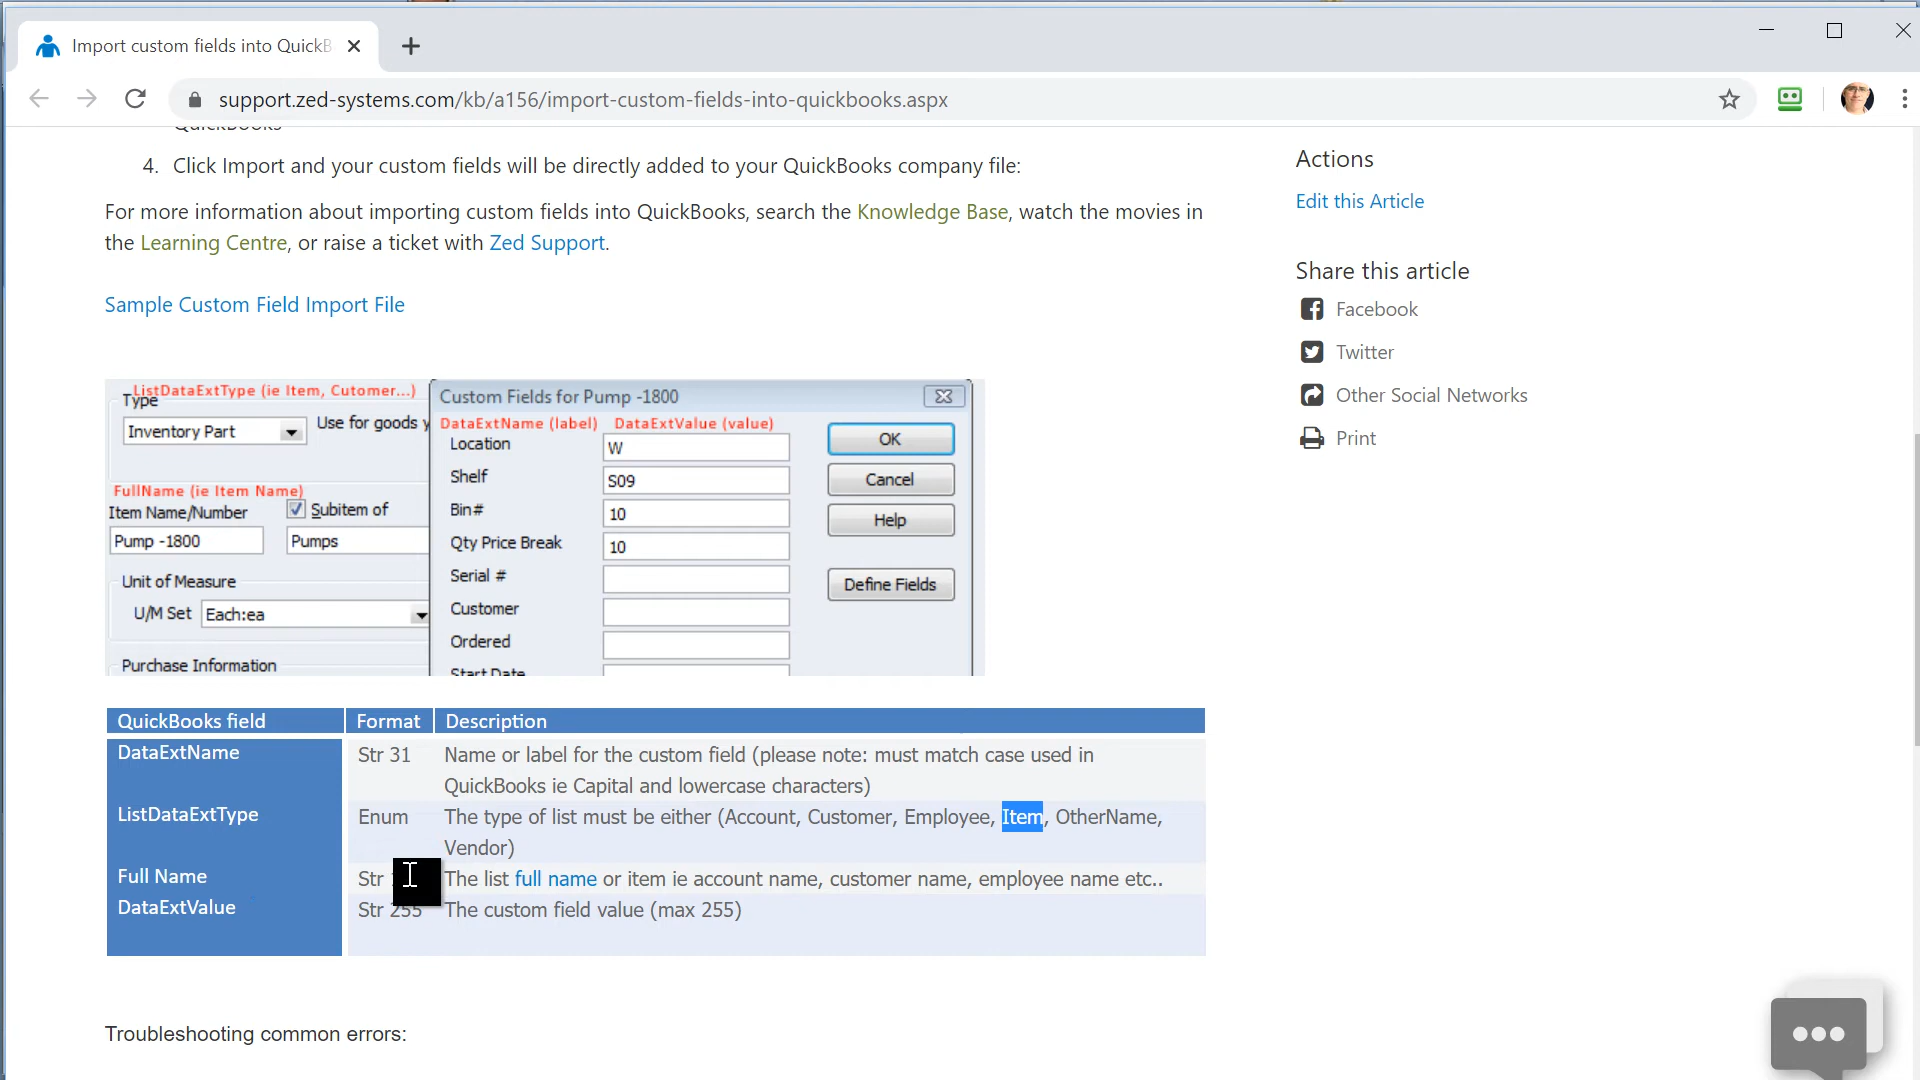 Import custom fields into QuickB
support.zed-systems.com/kb/a156/import-custom-fields-into-quickbooks.aspx
QuickBooks
4. Click Import and your custom fields will be directly added to your QuickBooks company file:
For more information about importing custom fields into QuickBooks, search the Knowledge Base, watch the movies in
the Learning Centre, or raise a ticket with Zed Support.
Sample Custom Field Import File
ListDataExtType (ie Item, Cutomer...)
Type
Inventory Part
Use for goods y
FullName (ie Item Name)
Item Name/Number
Subitem of
Pump -1800
Pumps
Unit of Measure
U/M Set
Each:ea
Purchase Information
Custom Fields for Pump -1800
DataExtName (label) DataExtValue (value)
Location W
Shelf S09
Bin# 10
Qty Price Break 10
Serial #
Customer
Ordered
Start Date
OK
Cancel
Help
Define Fields
QuickBooks field Format Description
DataExtName Str 31 Name or label for the custom field (please note: must match case used in
QuickBooks ie Capital and lowercase characters)
ListDataExtType Enum The type of list must be either (Account, Customer, Employee, Item, OtherName,
Vendor)
Full Name Str The list full name or item ie account name, customer name, employee name etc..
DataExtValue Str 255 The custom field value (max 255)
Troubleshooting common errors:
Actions
Edit this Article
Share this article
Facebook
Twitter
Other Social Networks
Print